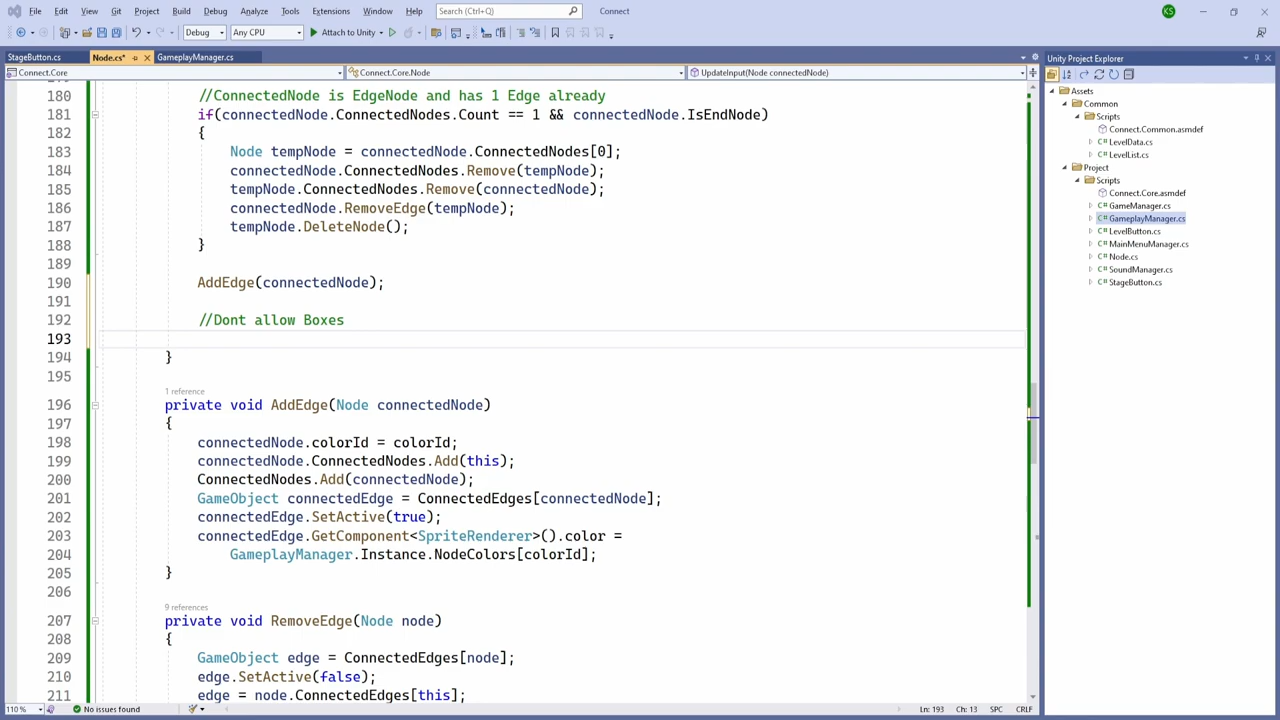 File Edit View Git Project Build Debug Analyze Tools Extensions Window Help Search (Ctrl+Q) Connect KS
Debug Any CPU Attach to Unity
StageButton.cs Node.cs* GameplayManager.cs
Connect.Core Connect.Core.Node UpdateInput(Node connectedNode)
180 //ConnectedNode is EdgeNode and has 1 Edge already
181 if(connectedNode.ConnectedNodes.Count == 1 && connectedNode.IsEndNode)
182 {
183 Node tempNode = connectedNode.ConnectedNodes[0];
184 connectedNode.ConnectedNodes.Remove(tempNode);
185 tempNode.ConnectedNodes.Remove(connectedNode);
186 connectedNode.RemoveEdge(tempNode);
187 tempNode.DeleteNode();
188 }
189
190 AddEdge(connectedNode);
191
192 //Dont allow Boxes
193
194 }
195
1 reference
196 private void AddEdge(Node connectedNode)
197 {
198 connectedNode.colorId = colorId;
199 connectedNode.ConnectedNodes.Add(this);
200 ConnectedNodes.Add(connectedNode);
201 GameObject connectedEdge = ConnectedEdges[connectedNode];
202 connectedEdge.SetActive(true);
203 connectedEdge.GetComponent<SpriteRenderer>().color =
204 GameplayManager.Instance.NodeColors[colorId];
205 }
206
9 references
207 private void RemoveEdge(Node node)
208 {
209 GameObject edge = ConnectedEdges[node];
210 edge.SetActive(false);
211 edge = node.ConnectedEdges[this];
110 % No issues found Ln: 193 Ch: 13 SPC CRLF
Unity Project Explorer
Assets
Common
Scripts
Connect.Common.asmdef
LevelData.cs
LevelList.cs
Project
Scripts
Connect.Core.asmdef
GameManager.cs
GameplayManager.cs
LevelButton.cs
MainMenuManager.cs
Node.cs
SoundManager.cs
StageButton.cs